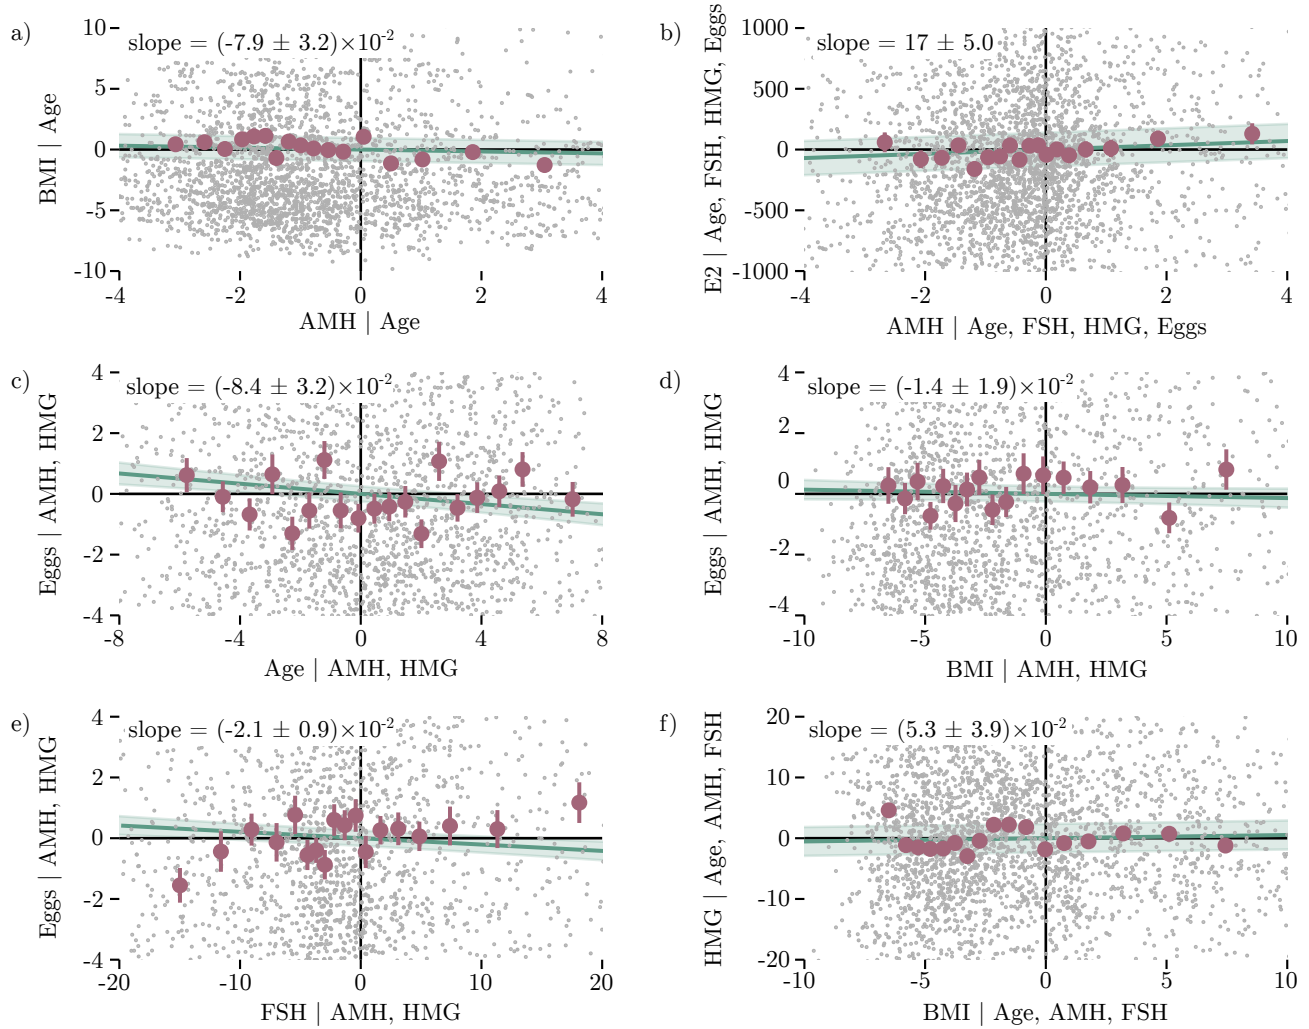 a)
slope = (-7.9 ± 3.2)×10⁻²
BMI | Age
10
5
0
-5
-10
-4
-2
0
2
4
AMH | Age
b)
slope = 17 ± 5.0
E2 | Age, FSH, HMG, Eggs
1000
500
0
-500
-1000
-4
-2
0
2
4
AMH | Age, FSH, HMG, Eggs
c)
slope = (-8.4 ± 3.2)×10⁻²
Eggs | AMH, HMG
4
2
0
-2
-4
-8
-4
0
4
8
Age | AMH, HMG
d)
slope = (-1.4 ± 1.9)×10⁻²
Eggs | AMH, HMG
4
2
0
-2
-4
-10
-5
0
5
10
BMI | AMH, HMG
e)
slope = (-2.1 ± 0.9)×10⁻²
Eggs | AMH, HMG
4
2
0
-2
-4
-20
-10
0
10
20
FSH | AMH, HMG
f)
slope = (5.3 ± 3.9)×10⁻²
HMG | Age, AMH, FSH
20
10
0
-10
-20
-10
-5
0
5
10
BMI | Age, AMH, FSH